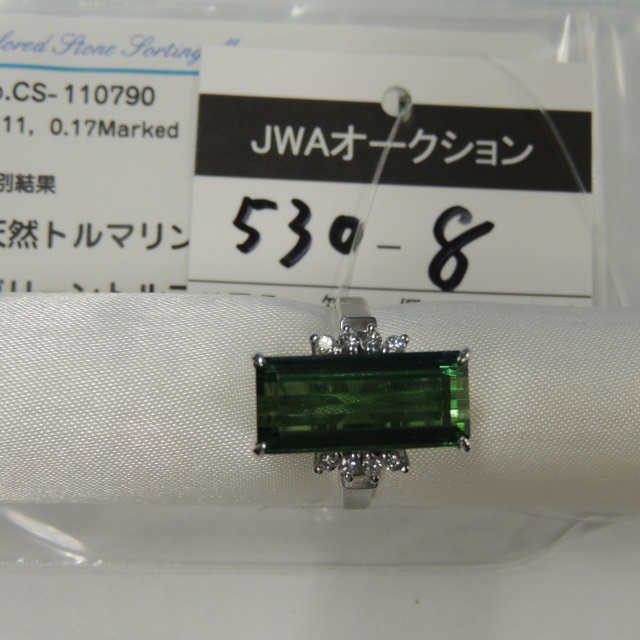 Colored Stone Sorting
o.CS-110790
11, 0.17Marked
別結果
天然トルマリン
JWAオークション
530-8